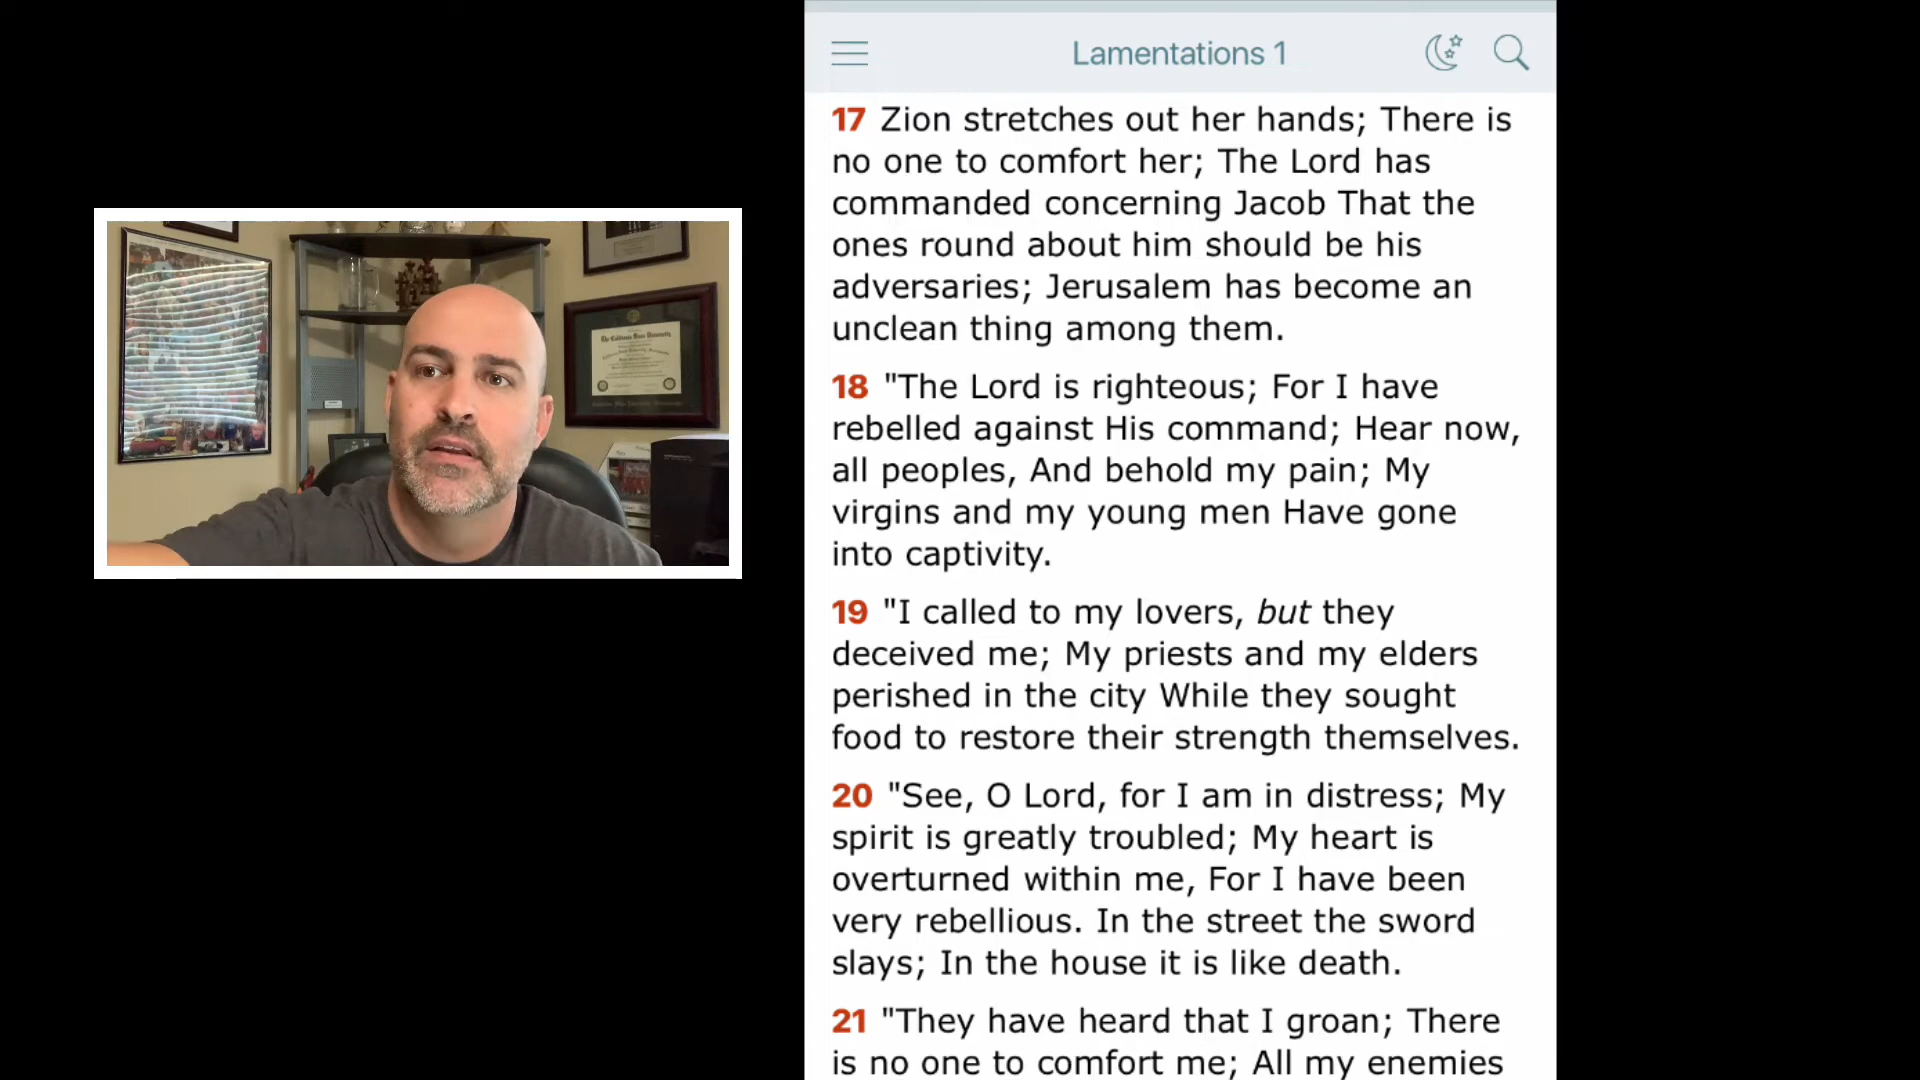 Lamentations 1
17 Zion stretches out her hands; There is
no one to comfort her; The Lord has
commanded concerning Jacob That the
ones round about him should be his
adversaries; Jerusalem has become an
unclean thing among them.
18 "The Lord is righteous; For I have
rebelled against His command; Hear now,
all peoples, And behold my pain; My
virgins and my young men Have gone
into captivity.
19 "I called to my lovers, but they
deceived me; My priests and my elders
perished in the city While they sought
food to restore their strength themselves.
20 "See, O Lord, for I am in distress; My
spirit is greatly troubled; My heart is
overturned within me, For I have been
very rebellious. In the street the sword
slays; In the house it is like death.
21 "They have heard that I groan; There
is no one to comfort me; All my enemies
The California State University